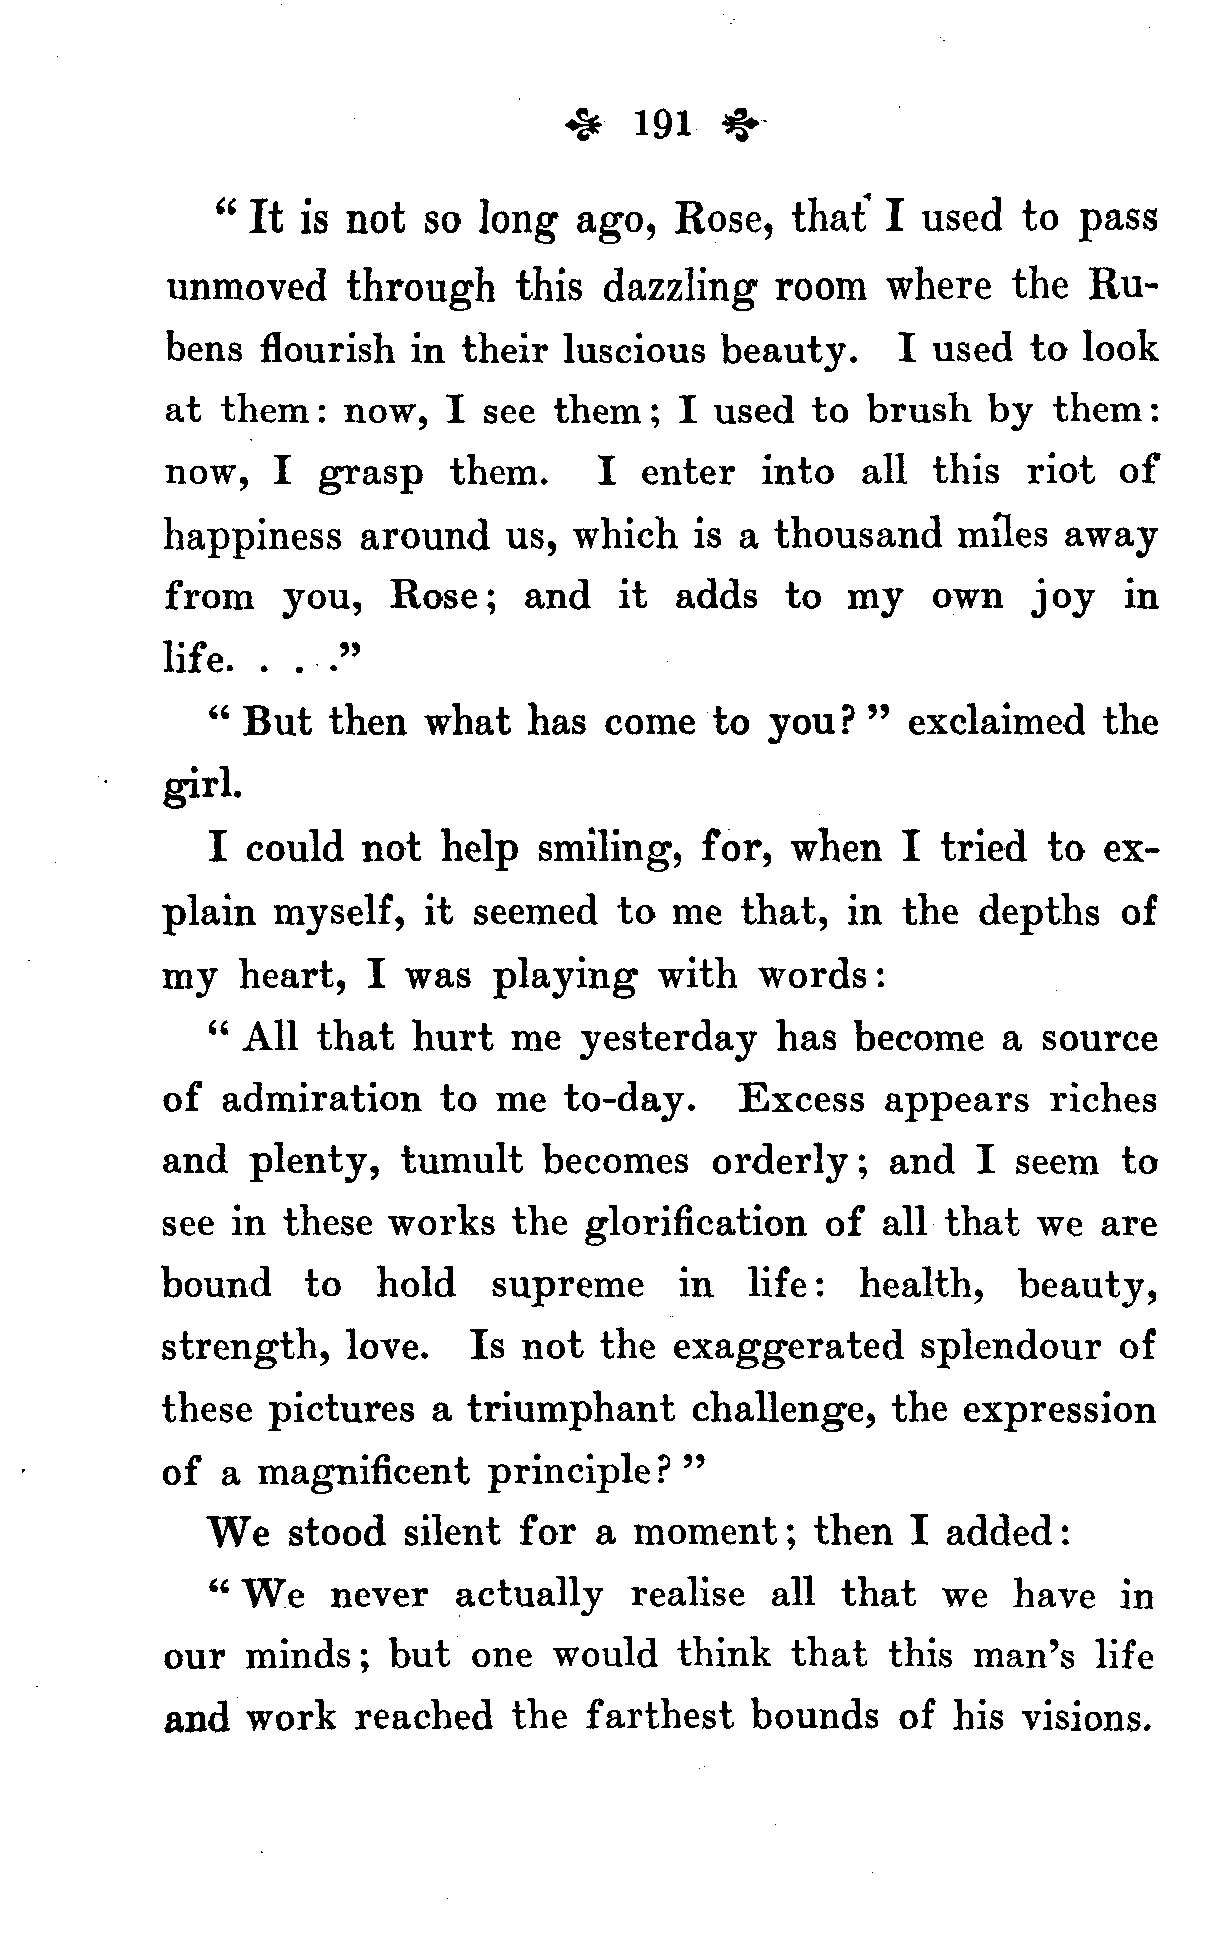 191
“ It is not so long ago, Rose, that I used to pass
unmoved through this dazzling room where the Ru-
bens flourish in their luscious beauty. I used to look
at them: now, I see them; I used to brush by them:
now, I grasp them. I enter into all this riot of
happiness around us, which is a thousand miles away
from you, Rose; and it adds to my own joy in
life. . . .”
“ But then what has come to you? ” exclaimed the
girl.
I could not help smiling, for, when I tried to ex-
plain myself, it seemed to me that, in the depths of
my heart, I was playing with words:
“ All that hurt me yesterday has become a source
of admiration to me to-day. Excess appears riches
and plenty, tumult becomes orderly; and I seem to
see in these works the glorification of all that we are
bound to hold supreme in life: health, beauty,
strength, love. Is not the exaggerated splendour of
these pictures a triumphant challenge, the expression
of a magnificent principle? ”
We stood silent for a moment; then I added:
“ We never actually realise all that we have in
our minds; but one would think that this man’s life
and work reached the farthest bounds of his visions.